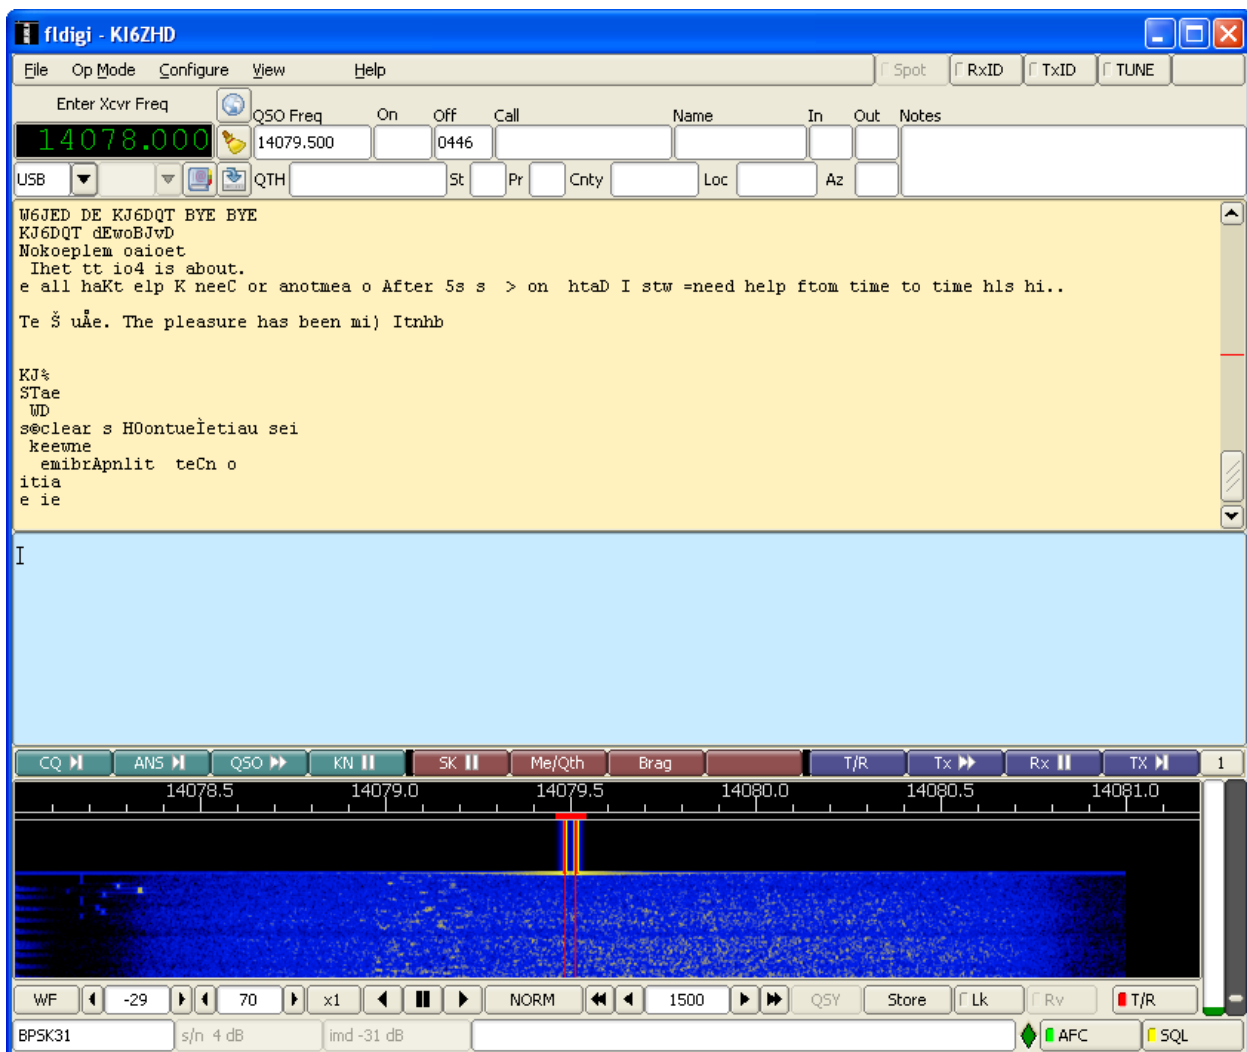 fldigi - KI6ZHD
File Op Mode Configure View Help Spot RxID TxID TUNE
Enter Xcvr Freq QSO Freq On Off Call Name In Out Notes
14078.000 14079.500 0446
USB QTH St Pr Cnty Loc Az
W6JED DE KJ6DQT BYE BYE
KJ6DQT dEwoBJvD
Nokoeplem oaioet
Ihet tt io4 is about.
e all haKt elp K neeC or anotmea o After 5s s > on htaD I stw =need help ftom time to time hls hi..
Te Š uÅe. The pleasure has been mi) Itnhb
KJ%
STae
WD
s©clear s HOontueÌetiau sei
keewne
emibrApnlit teCn o
itia
e ie
CQ ANS QSO KN SK Me/Qth Brag T/R Tx Rx TX 1
14078.5 14079.0 14079.5 14080.0 14080.5 14081.0
WF -29 70 x1 NORM 1500 QSY Store Lk Rv T/R
BPSK31 s/n 4 dB imd -31 dB AFC SQL